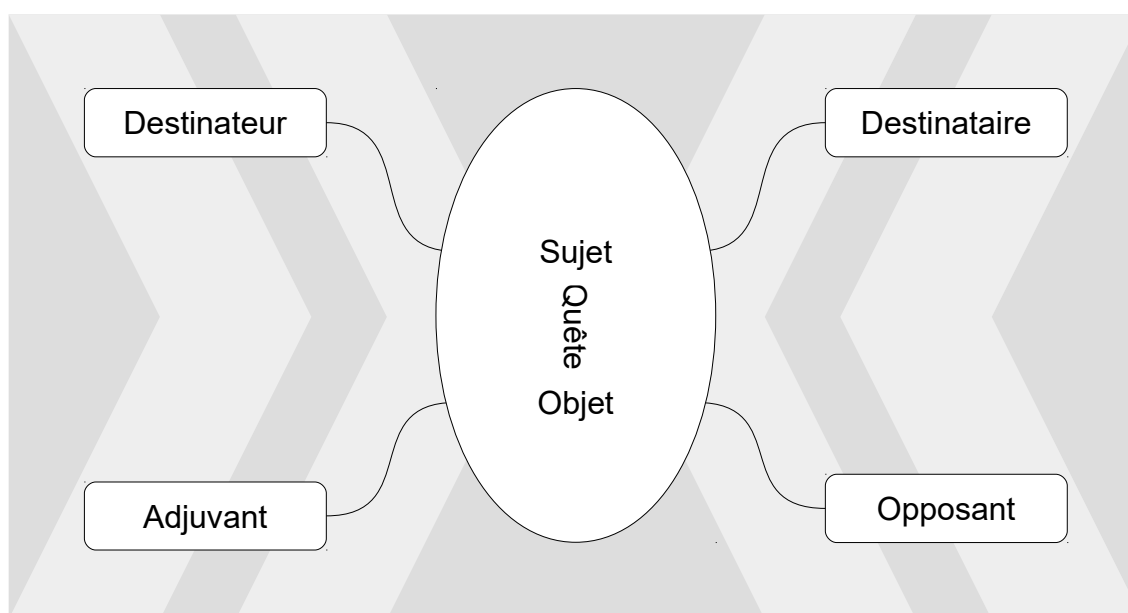 Destinateur
Destinataire
Sujet
Quête
Objet
Adjuvant
Opposant